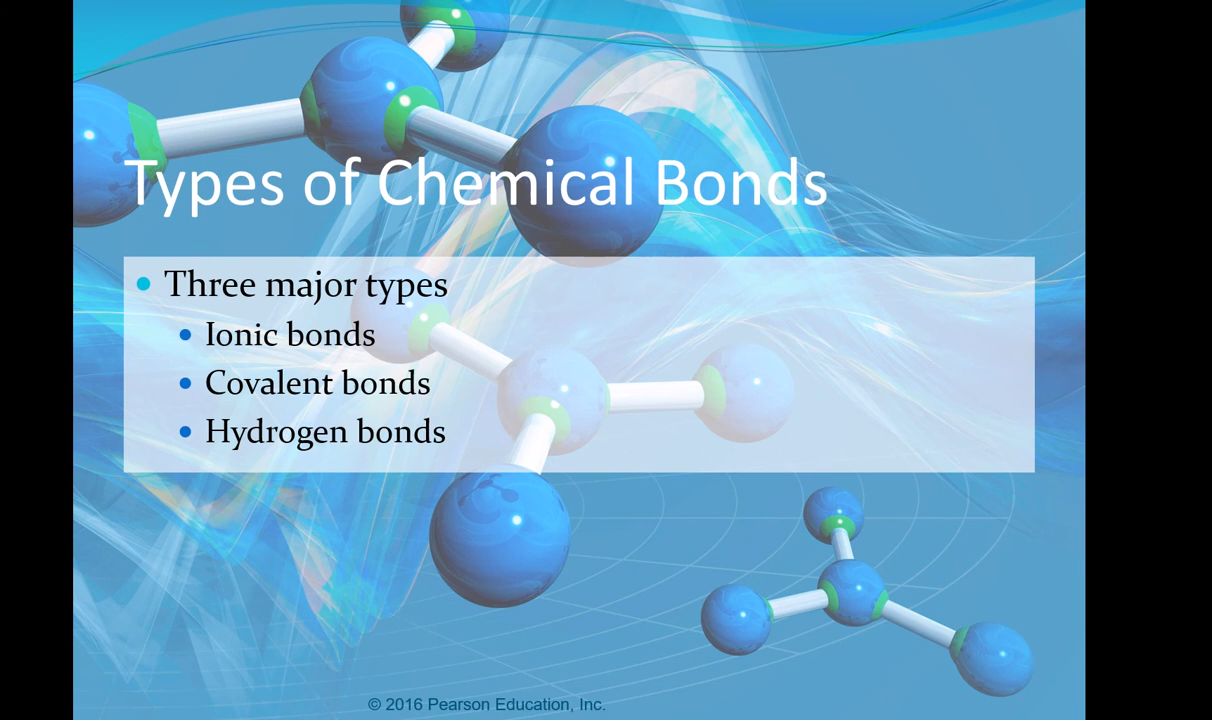 Types of Chemical Bonds
Three major types
Ionic bonds
Covalent bonds
Hydrogen bonds
© 2016 Pearson Education, Inc.